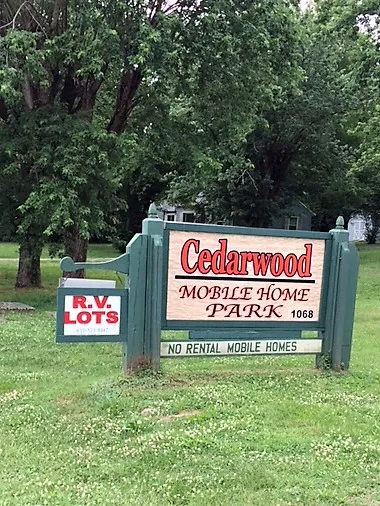 Cedarwood
MOBILE HOME
PARK 1068
R.V.
LOTS
NO RENTAL MOBILE HOMES